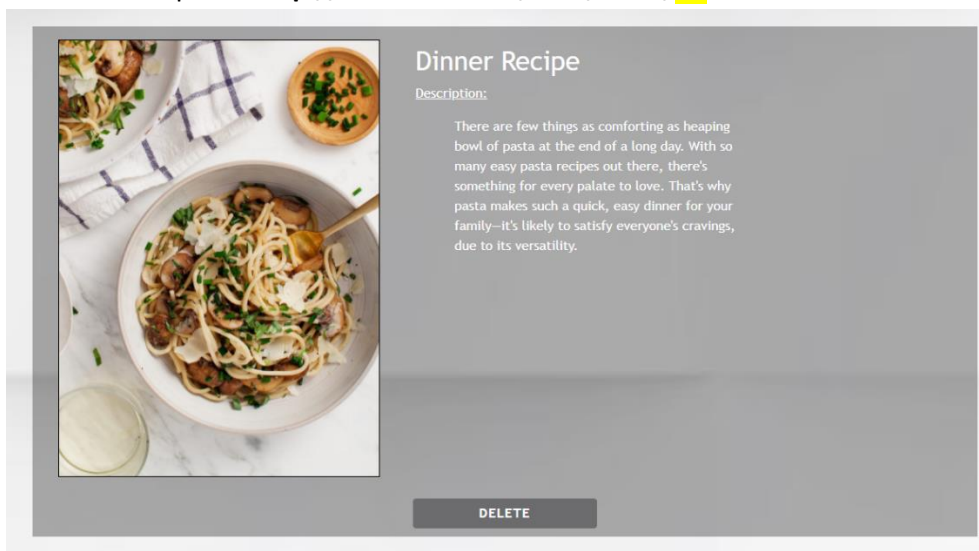 Dinner Recipe
Description:
There are few things as comforting as heaping
bowl of pasta at the end of a long day. With so
many easy pasta recipes out there, there's
something for every palate to love. That's why
pasta makes such a quick, easy dinner for your
family—it's likely to satisfy everyone's cravings,
due to its versatility.
DELETE